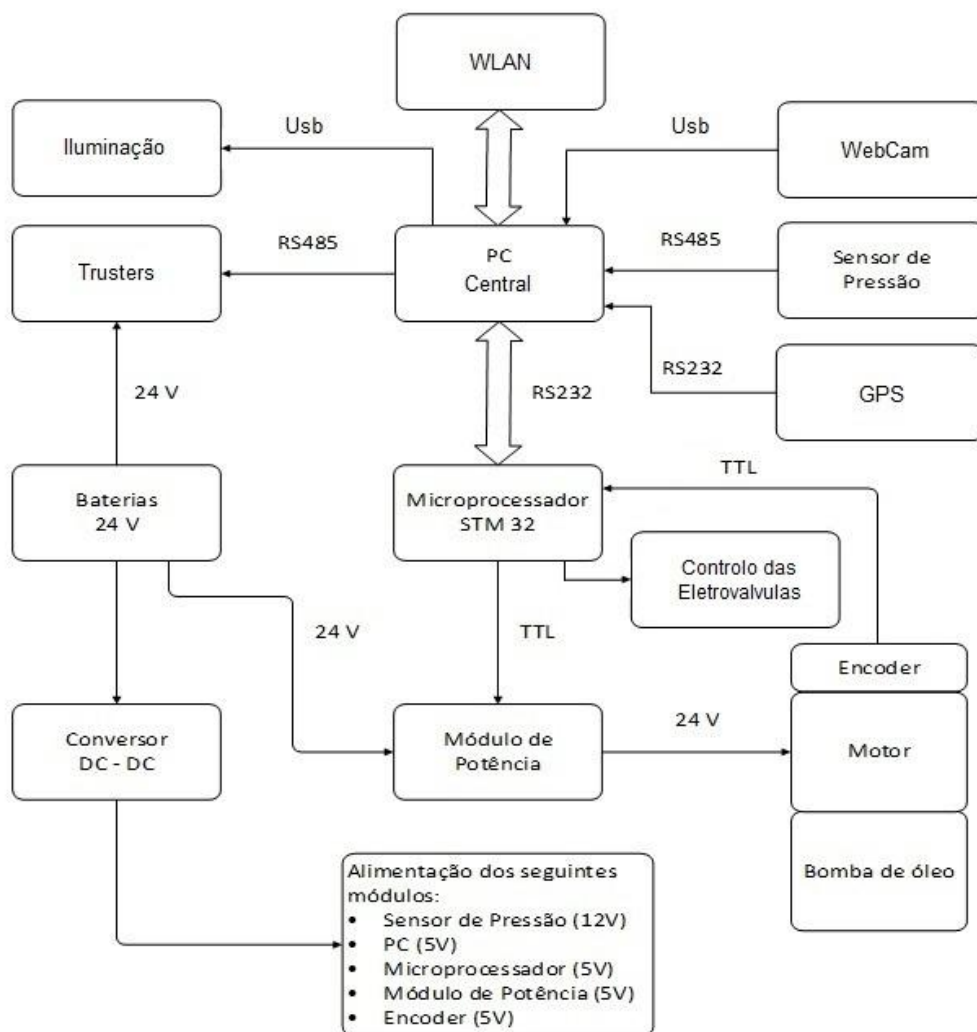 WLAN
Usb
Usb
Iluminação
WebCam
RS485
RS485
Trusters
PC
Central
Sensor de
Pressão
24 V
RS232
RS232
GPS
TTL
Baterias
24 V
Microprocessador
STM 32
Controlo das
Eletrovalvulas
24 V
TTL
Encoder
Conversor
DC - DC
Módulo de
Potência
24 V
Motor
Bomba de óleo
Alimentação dos seguintes
módulos:
• Sensor de Pressão (12V)
• PC (5V)
• Microprocessador (5V)
• Módulo de Potência (5V)
• Encoder (5V)